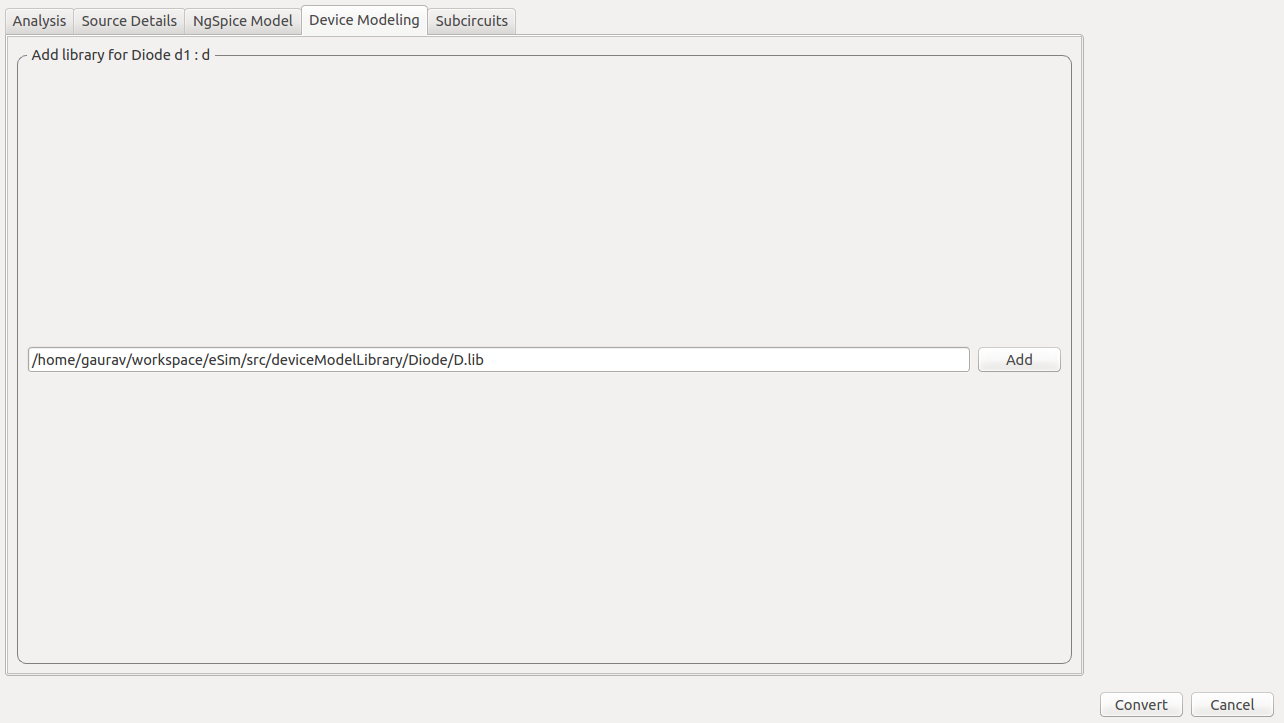 Analysis Source Details NgSpice Model Device Modeling Subcircuits
Add library for Diode d1 : d
/home/gaurav/workspace/eSim/src/deviceModelLibrary/Diode/D.lib Add
Convert Cancel